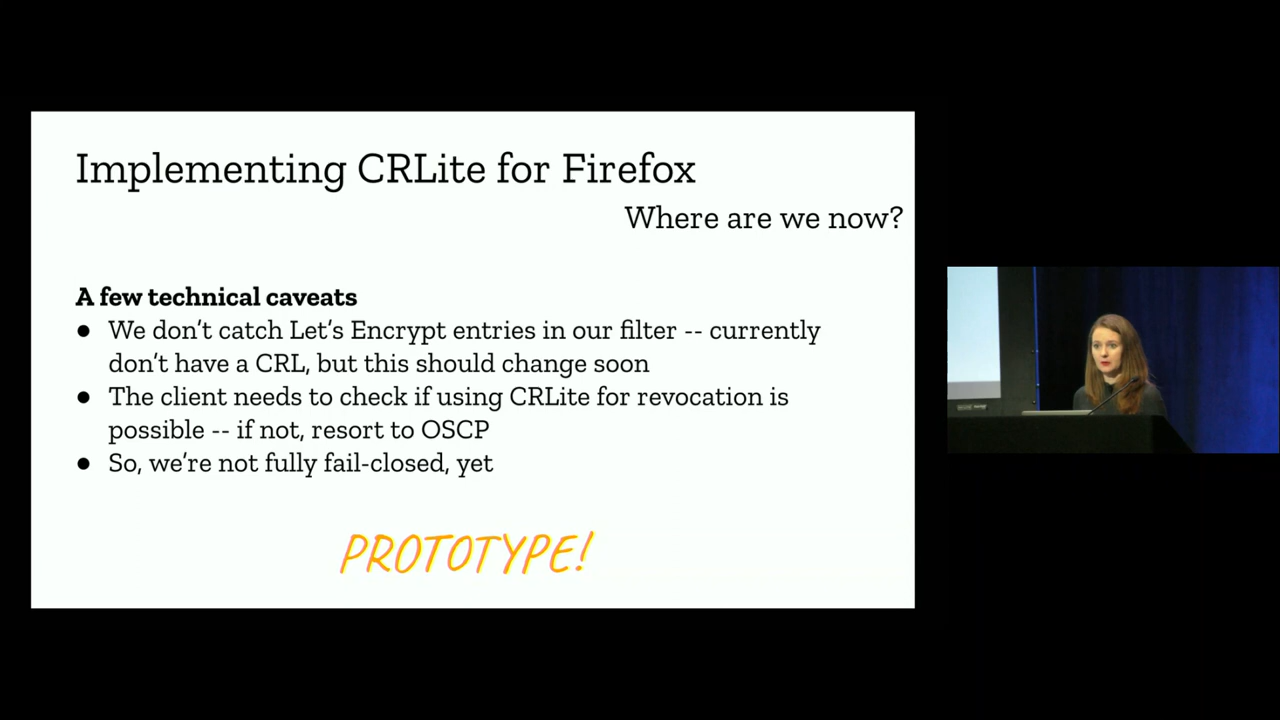 Implementing CRLite for Firefox
Where are we now?
A few technical caveats
● We don't catch Let's Encrypt entries in our filter -- currently
don't have a CRL, but this should change soon
● The client needs to check if using CRLite for revocation is
possible -- if not, resort to OSCP
● So, we're not fully fail-closed, yet
PROTOTYPE!